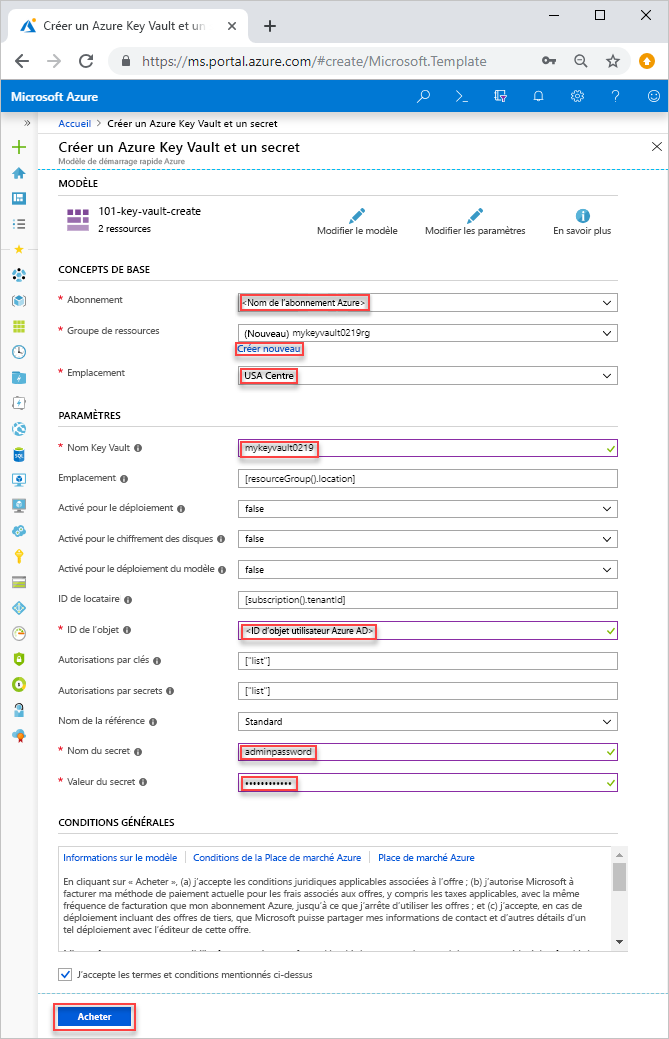 Créer un Azure Key Vault et un
https://ms.portal.azure.com/#create/Microsoft.Template
Microsoft Azure
Accueil > Créer un Azure Key Vault et un secret
Créer un Azure Key Vault et un secret
Modèle de démarrage rapide Azure
MODÈLE
101-key-vault-create
2 ressources
Modifier le modèle
Modifier les paramètres
En savoir plus
CONCEPTS DE BASE
* Abonnement
<Nom de l'abonnement Azure>
* Groupe de ressources
(Nouveau) mykeyvault0219rg
Créer nouveau
* Emplacement
USA Centre
PARAMÈTRES
* Nom Key Vault
mykeyvault0219
Emplacement
[resourceGroup().location]
Activé pour le déploiement
false
Activé pour le chiffrement des disques
false
Activé pour le déploiement du modèle
false
ID de locataire
[subscription().tenantId]
* ID de l'objet
<ID d'objet utilisateur Azure AD>
Autorisations par clés
["list"]
Autorisations par secrets
["list"]
Nom de la référence
Standard
* Nom du secret
adminpassword
* Valeur du secret
••••••••••••
CONDITIONS GÉNÉRALES
Informations sur le modèle | Conditions de la Place de marché Azure | Place de marché Azure
En cliquant sur « Acheter », (a) j'accepte les conditions juridiques applicables associées à l'offre ; (b) j'autorise Microsoft à
facturer ma méthode de paiement actuelle pour les frais associés aux offres, y compris les taxes applicables, avec la même
fréquence de facturation que mon abonnement Azure, jusqu'à ce que j'arrête d'utiliser les offres ; et (c) j'accepte, en cas de
déploiement incluant des offres de tiers, que Microsoft puisse partager mes informations de contact et d'autres détails d'un
tel déploiement avec l'éditeur de cette offre.
J'accepte les termes et conditions mentionnés ci-dessus
Acheter